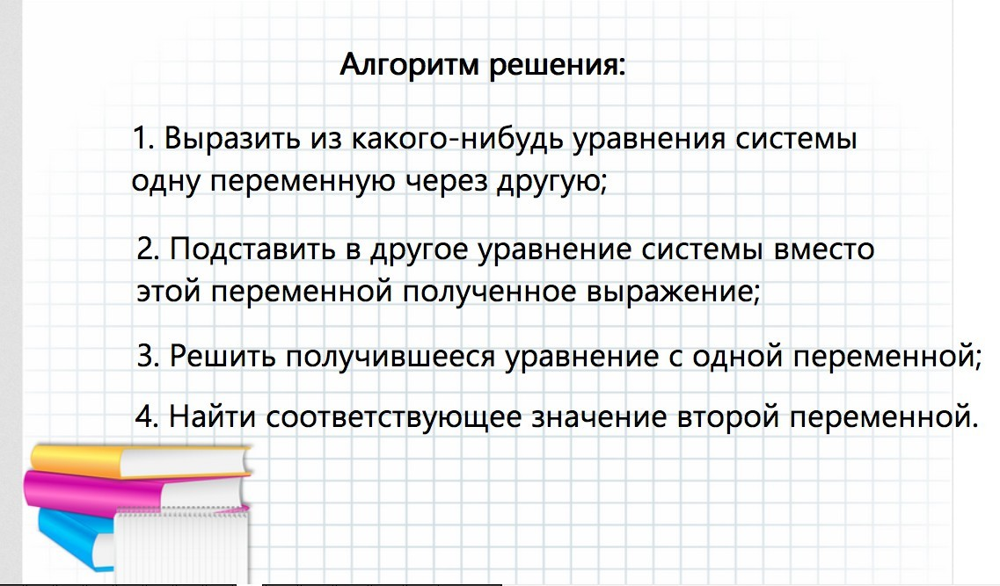 Алгоритм решения:
1. Выразить из какого-нибудь уравнения системы
одну переменную через другую;
2. Подставить в другое уравнение системы вместо
этой переменной полученное выражение;
3. Решить получившееся уравнение с одной переменной;
4. Найти соответствующее значение второй переменной.